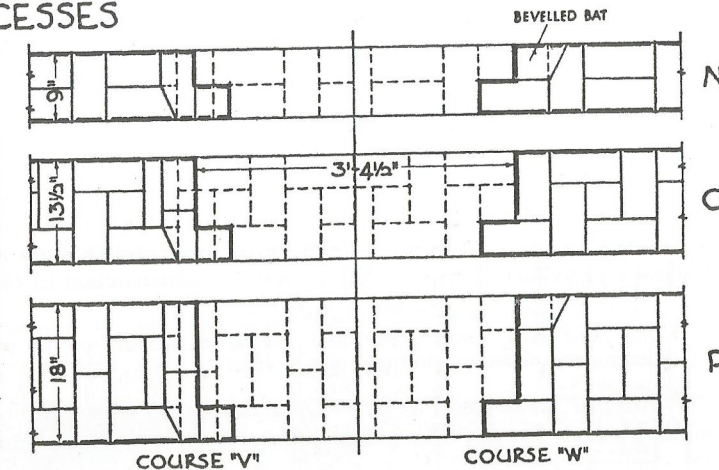 CESSES
BEVELLED BAT
9"
N
3'-4½"
13½"
18"
COURSE "V"
COURSE "W"